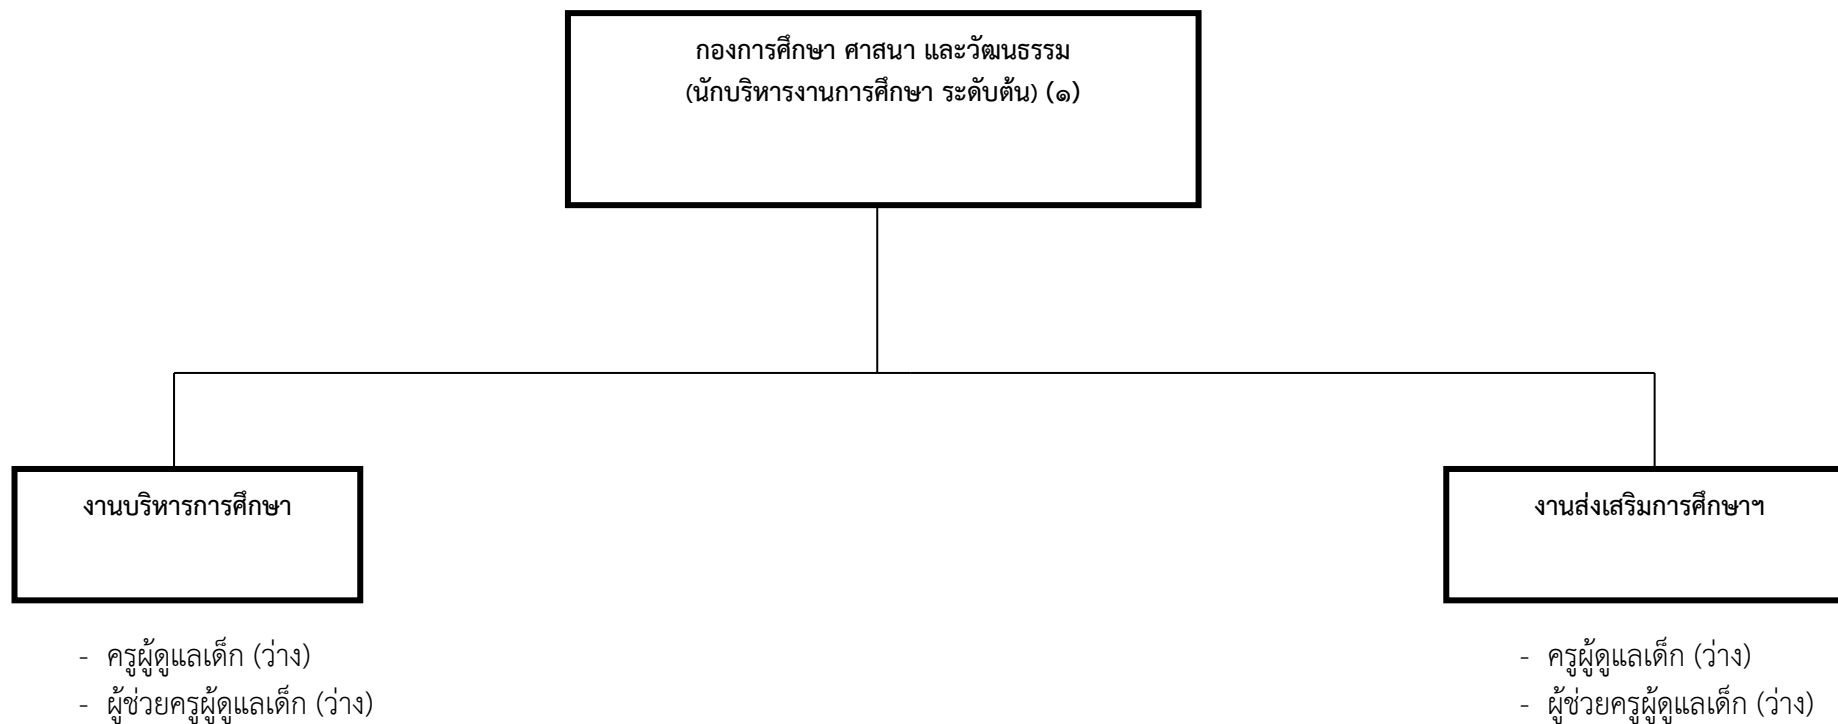 กองการศึกษา ศาสนา และวัฒนธรรม
(นักบริหารงานการศึกษา ระดับต้น) (๑)
งานบริหารการศึกษา
- ครูผู้ดูแลเด็ก (ว่าง)
- ผู้ช่วยครูผู้ดูแลเด็ก (ว่าง)
งานส่งเสริมการศึกษาฯ
- ครูผู้ดูแลเด็ก (ว่าง)
- ผู้ช่วยครูผู้ดูแลเด็ก (ว่าง)